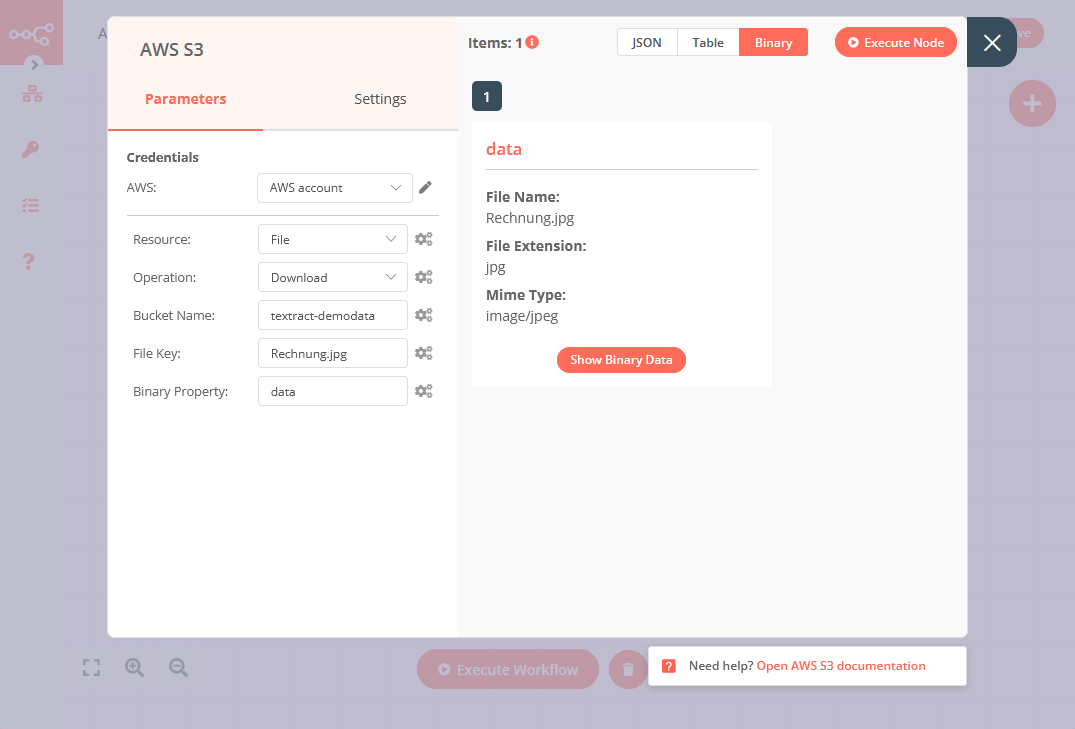 A
AWS S3
Parameters
Settings
Credentials
AWS:
AWS account
Resource:
File
Operation:
Download
Bucket Name:
textract-demodata
File Key:
Rechnung.jpg
Binary Property:
data
Items: 1
JSON
Table
Binary
Execute Node
1
data
File Name:
Rechnung.jpg
File Extension:
jpg
Mime Type:
image/jpeg
Show Binary Data
Execute Workflow
Need help? Open AWS S3 documentation